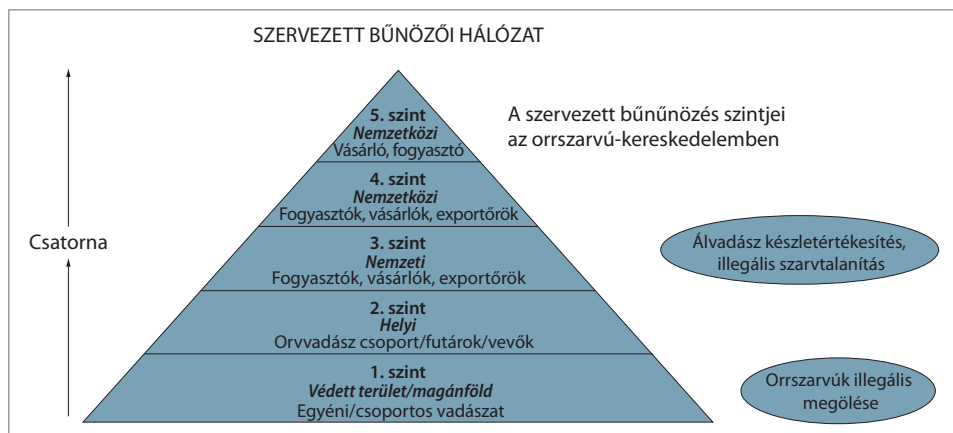 SZERVEZETT BŰNÖZŐI HÁLÓZAT
A szervezett bűnűnözés szintjei
az orrszarvú-kereskedelemben
5. szint
Nemzetközi
Vásárló, fogyasztó
4. szint
Nemzetközi
Fogyasztók, vásárlók, exportőrök
Csatorna
3. szint
Nemzeti
Fogyasztók, vásárlók, exportőrök
Álvadász készletértékesítés,
illegális szarvtalanítás
2. szint
Helyi
Orvvadász csoport/futárok/vevők
1. szint
Védett terület/magánföld
Egyéni/csoportos vadászat
Orrszarvúk illegális
megölése